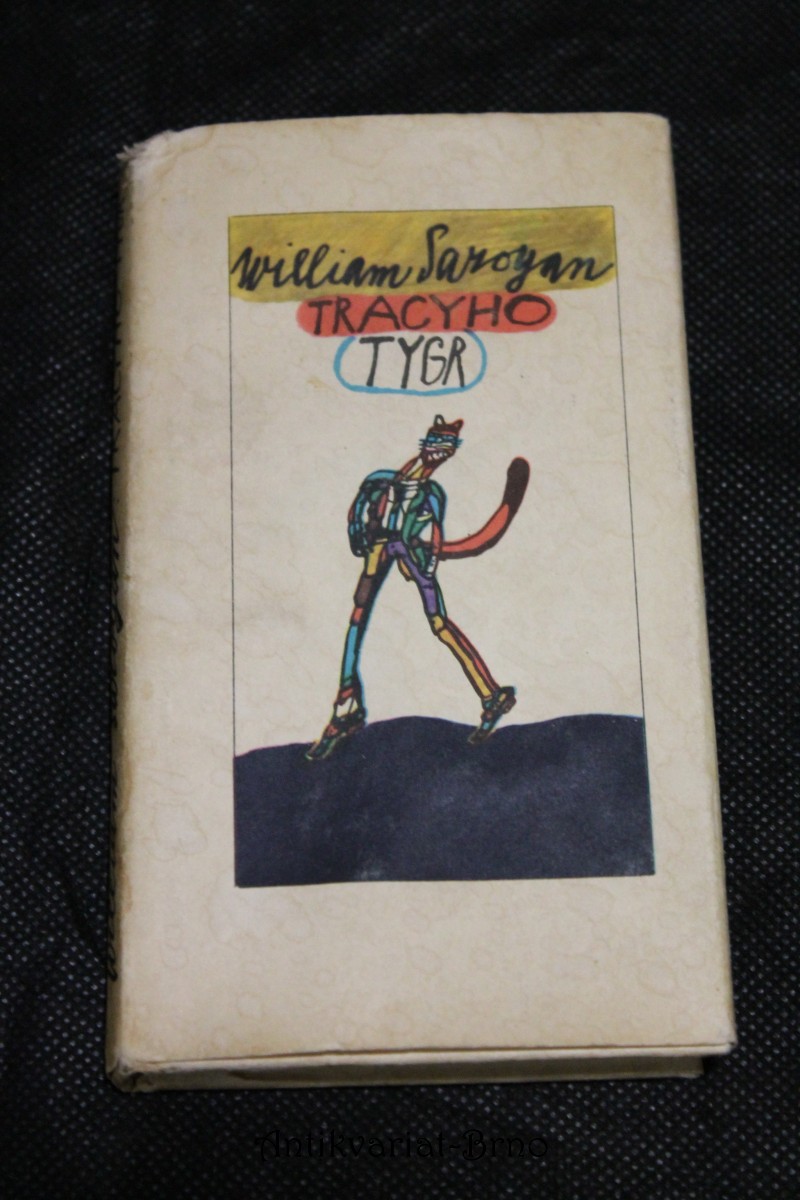 William Saroyan
TRACYHO
TYGR
Antikvariat-Brno